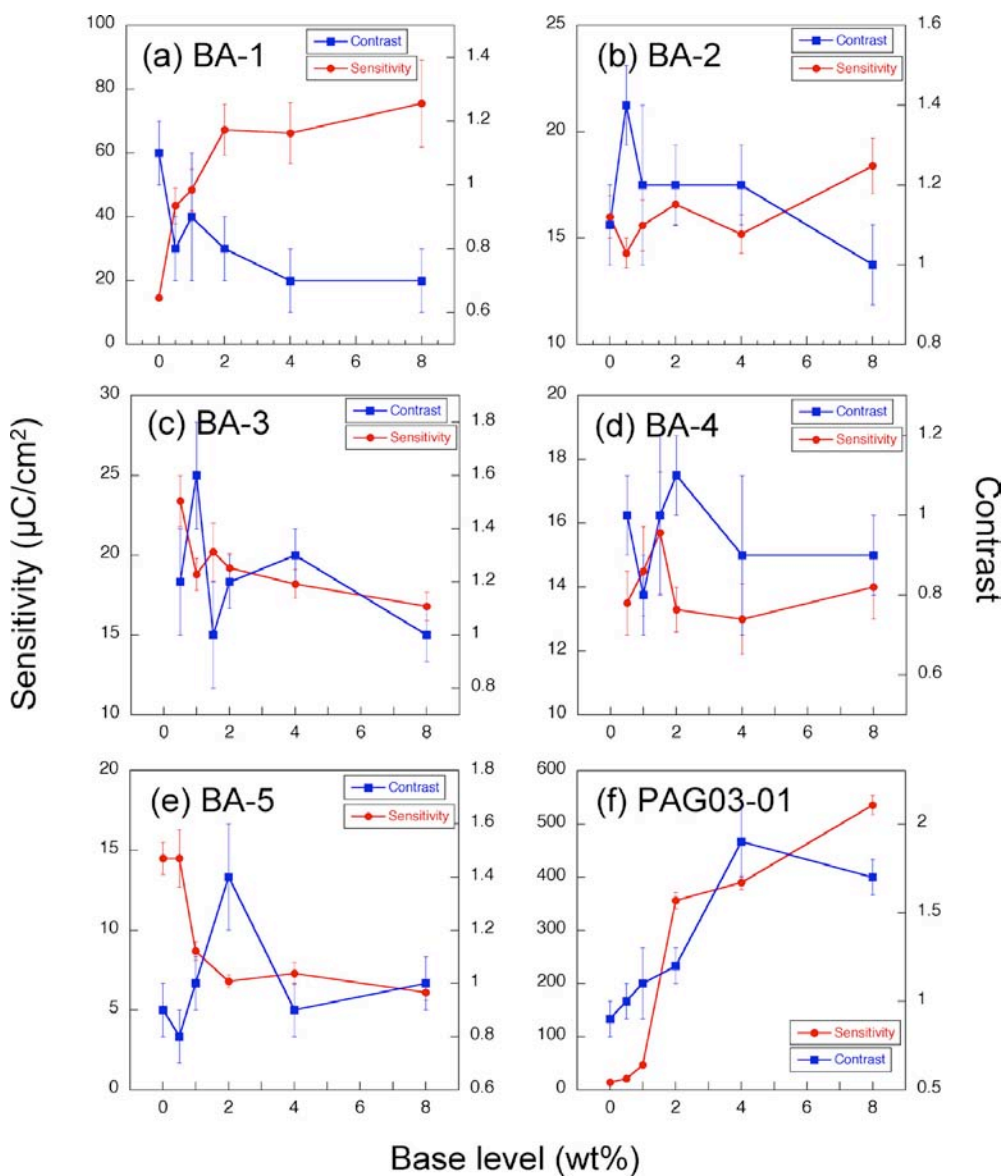 (a) BA-1
Contrast
Sensitivity
100
80
60
40
20
0
1.4
1.2
1
0.8
0.6
0 2 4 6 8
(b) BA-2
Contrast
Sensitivity
25
20
15
10
1.6
1.4
1.2
1
0.8
0 2 4 6 8
(c) BA-3
Contrast
Sensitivity
30
25
20
15
10
1.8
1.6
1.4
1.2
1
0.8
0 2 4 6 8
(d) BA-4
Contrast
Sensitivity
20
18
16
14
12
10
1.2
1
0.8
0.6
0 2 4 6 8
(e) BA-5
Contrast
Sensitivity
20
15
10
5
0
1.8
1.6
1.4
1.2
1
0.8
0.6
0 2 4 6 8
(f) PAG03-01
Sensitivity
Contrast
600
500
400
300
200
100
0
2
1.5
1
0.5
0 2 4 6 8
Sensitivity (μC/cm²)
Contrast
Base level (wt%)